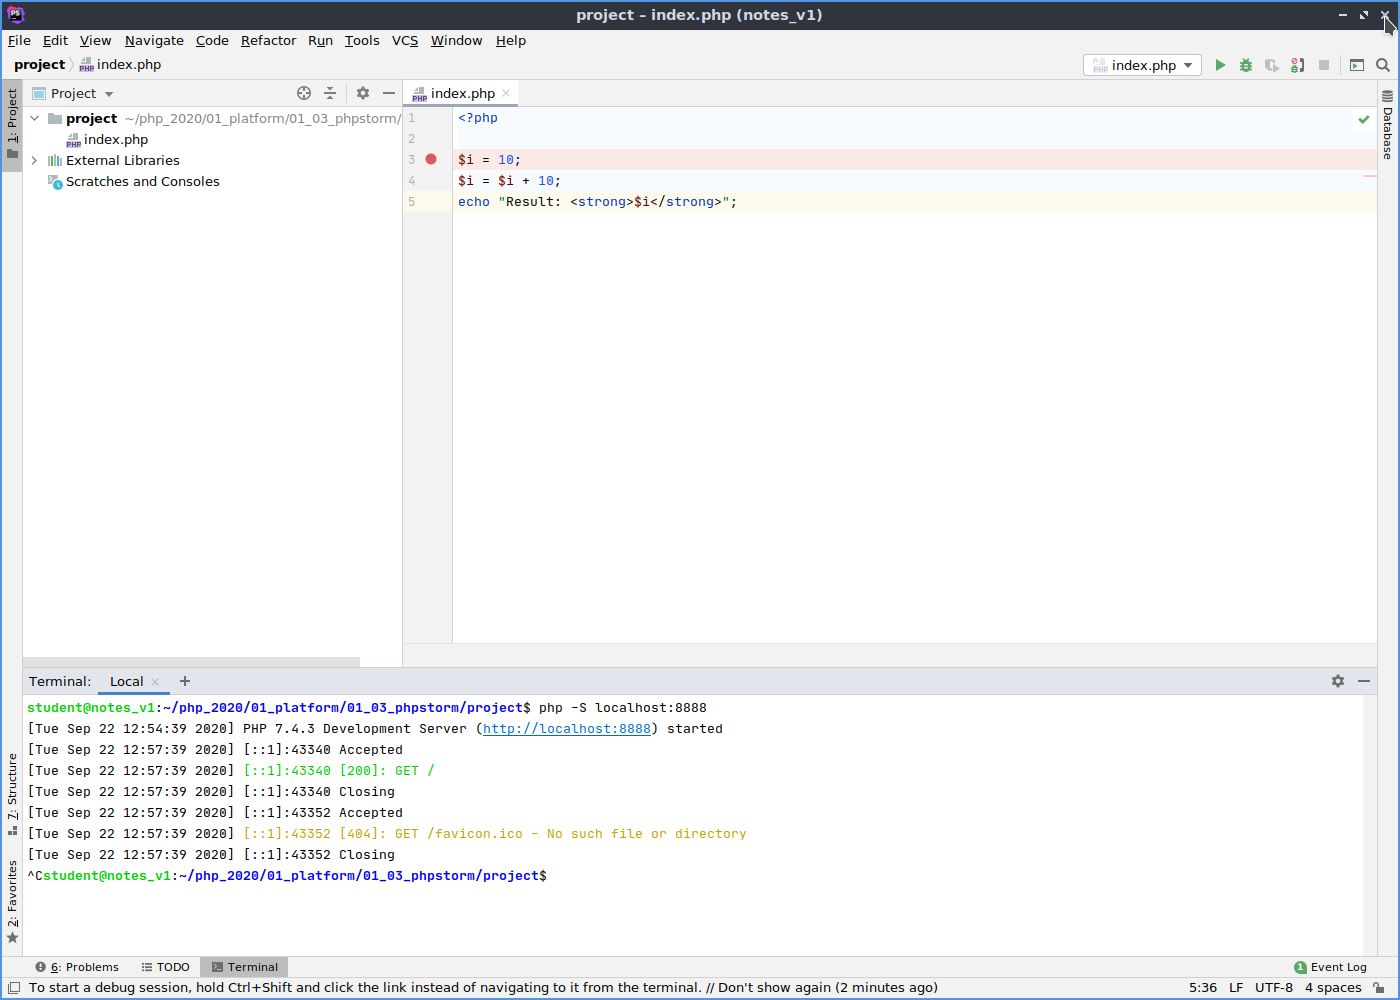 PS
project – index.php (notes_v1)
File Edit View Navigate Code Refactor Run Tools VCS Window Help
project index.php
index.php
1: Project
Project
index.php
Database
project ~/php_2020/01_platform/01_03_phpstorm/
index.php
External Libraries
Scratches and Consoles
1 <?php
2
3 $i = 10;
4 $i = $i + 10;
5 echo "Result: <strong>$i</strong>";
Terminal: Local +
student@notes_v1:~/php_2020/01_platform/01_03_phpstorm/project$ php -S localhost:8888
[Tue Sep 22 12:54:39 2020] PHP 7.4.3 Development Server (http://localhost:8888) started
[Tue Sep 22 12:57:39 2020] [::1]:43340 Accepted
[Tue Sep 22 12:57:39 2020] [::1]:43340 [200]: GET /
[Tue Sep 22 12:57:39 2020] [::1]:43340 Closing
[Tue Sep 22 12:57:39 2020] [::1]:43352 Accepted
[Tue Sep 22 12:57:39 2020] [::1]:43352 [404]: GET /favicon.ico - No such file or directory
[Tue Sep 22 12:57:39 2020] [::1]:43352 Closing
^Cstudent@notes_v1:~/php_2020/01_platform/01_03_phpstorm/project$
7: Structure
2: Favorites
6: Problems TODO Terminal 1 Event Log
To start a debug session, hold Ctrl+Shift and click the link instead of navigating to it from the terminal. // Don't show again (2 minutes ago) 5:36 LF UTF-8 4 spaces